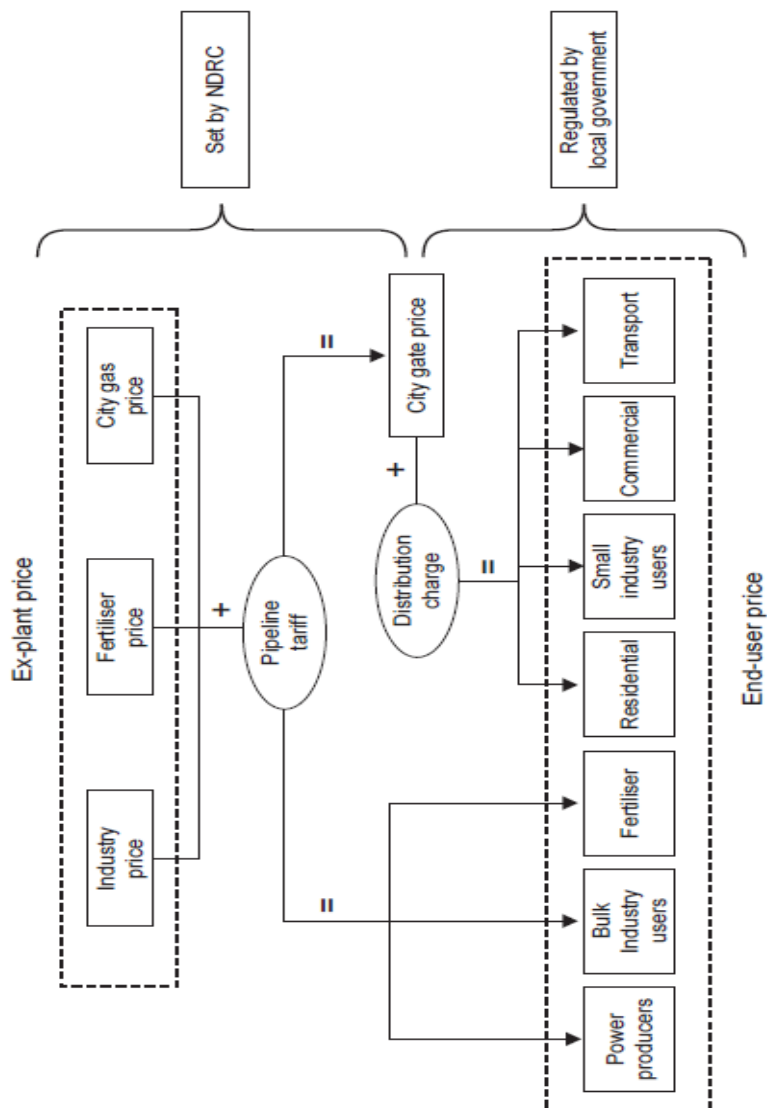 Ex-plant price
Industry
price
Fertiliser
price
City gas
price
Set by NDRC
+
Pipeline
tariff
=
=
City gate price
+
Distribution
charge
=
Regulated by
local government
Power
producers
Bulk
Industry
users
Fertiliser
Residential
Small
industry
users
Commercial
Transport
End-user price